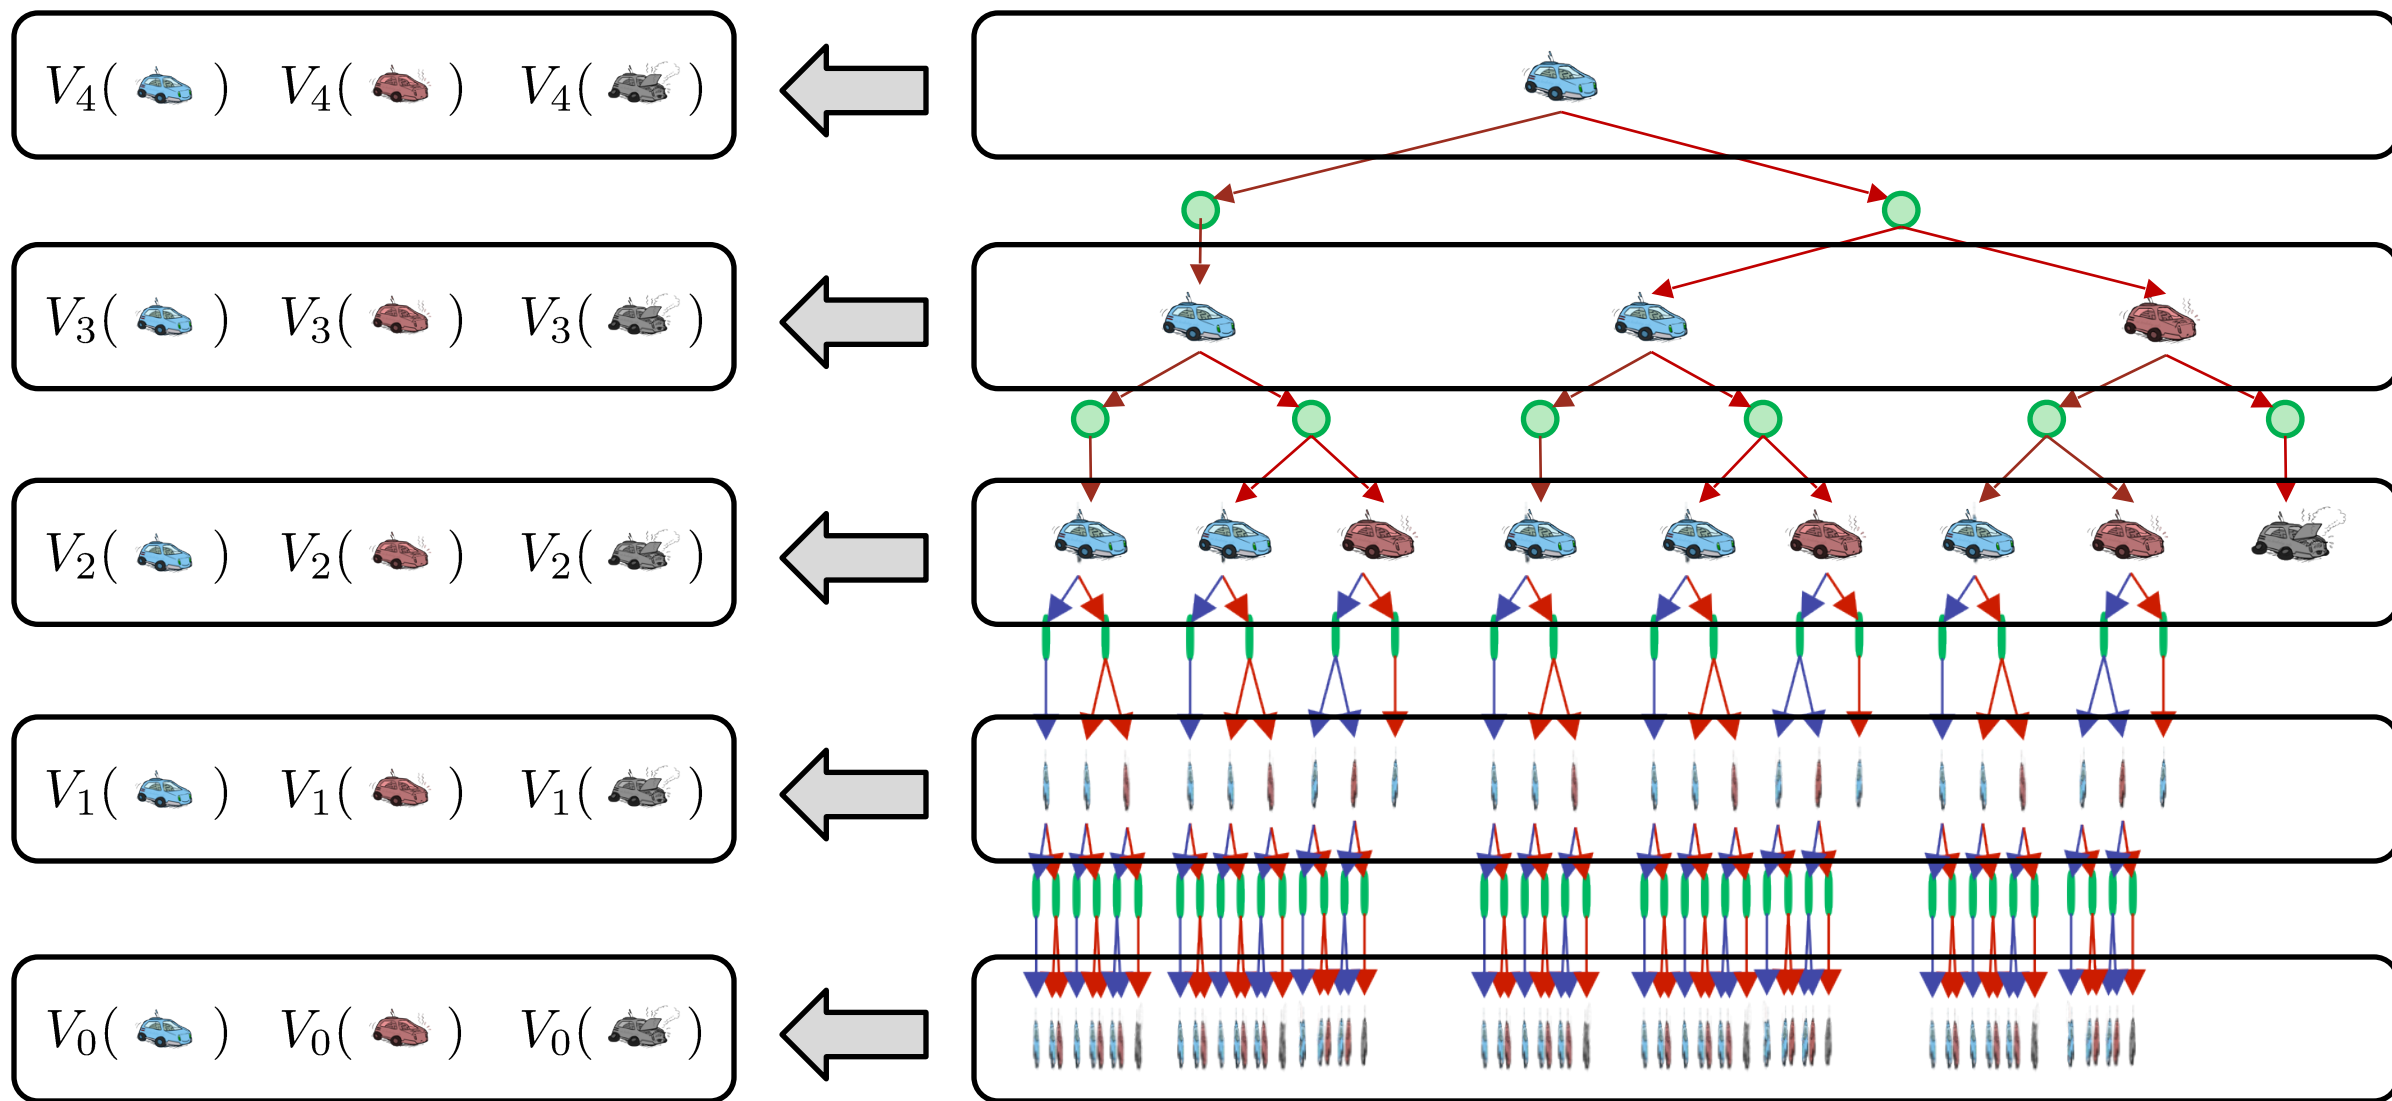 V₄( ) V₄( ) V₄( )
V₃( ) V₃( ) V₃( )
V₂( ) V₂( ) V₂( )
V₁( ) V₁( ) V₁( )
V₀( ) V₀( ) V₀( )